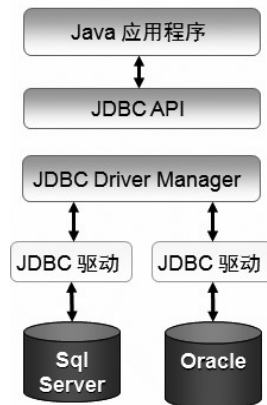 Java 应用程序
JDBC API
JDBC Driver Manager
JDBC 驱动
JDBC 驱动
Sql
Server
Oracle